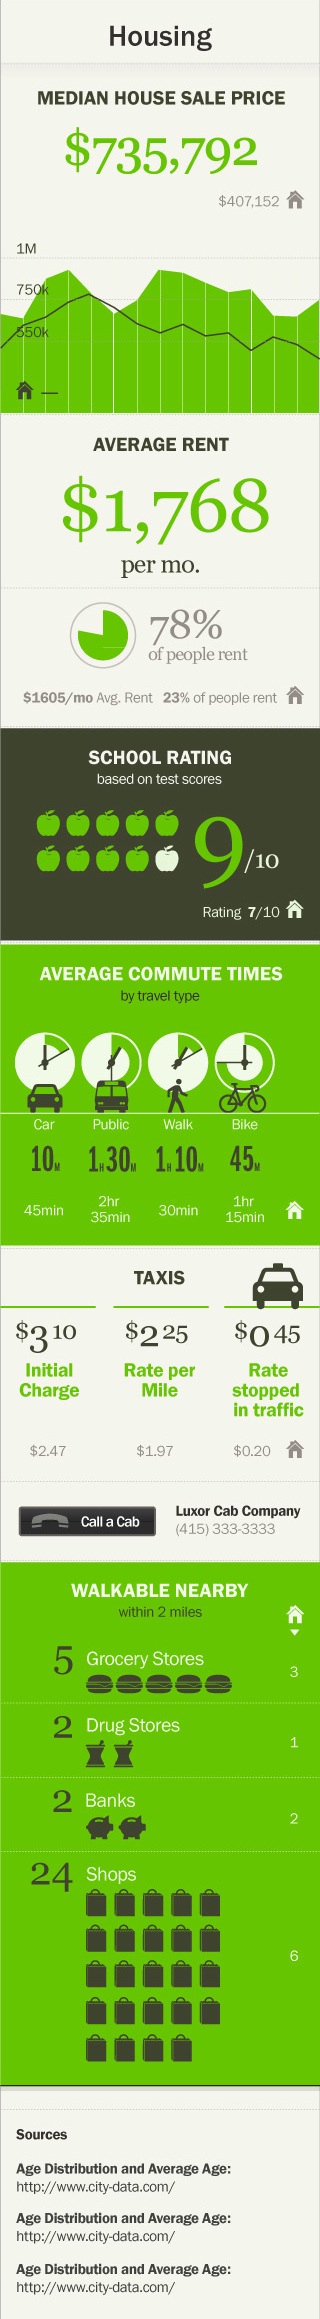 Housing
MEDIAN HOUSE SALE PRICE
$735,792
$407,152
1M
750k
550k
AVERAGE RENT
$1,768
per mo.
78%
of people rent
$1605/mo Avg. Rent 23% of people rent
SCHOOL RATING
based on test scores
9/10
Rating 7/10
AVERAGE COMMUTE TIMES
by travel type
Car Public Walk Bike
10M 1H30M 1H10M 45M
45min 2hr 35min 30min 1hr 15min
TAXIS
$3 10 $2 25 $0 45
Initial Charge Rate per Mile Rate stopped in traffic
$2.47 $1.97 $0.20
Call a Cab
Luxor Cab Company
(415) 333-3333
WALKABLE NEARBY
within 2 miles
5 Grocery Stores 3
2 Drug Stores 1
2 Banks 2
24 Shops 6
Sources
Age Distribution and Average Age:
http://www.city-data.com/
Age Distribution and Average Age:
http://www.city-data.com/
Age Distribution and Average Age:
http://www.city-data.com/